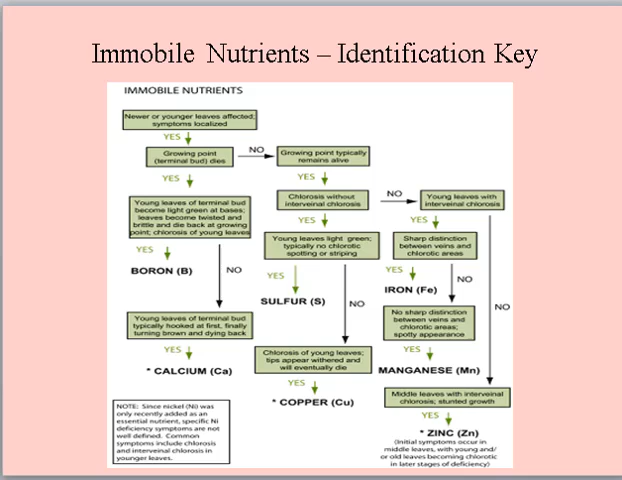 Immobile Nutrients – Identification Key
IMMOBILE NUTRIENTS
Newer or younger leaves affected;
symptoms localized
YES
Growing point
(terminal bud) dies
NO
Growing point typically
remains alive
YES
YES
Young leaves of terminal bud
become light green at bases;
leaves become twisted and
brittle and die back at growing
point; chlorosis of young leaves
Chlorosis without
interveinal chlorosis
NO
Young leaves with
interveinal chlorosis
YES
YES
Young leaves light green;
typically no chlorotic
spotting or striping
Sharp distinction
between veins and
chlorotic areas
YES
BORON (B)
NO
YES
SULFUR (S)
NO
YES
IRON (Fe)
NO
NO
Young leaves of terminal bud
typically hooked at first, finally
turning brown and dying back
No sharp distinction
between veins and
chlorotic areas;
spotty appearance
YES
* CALCIUM (Ca)
Chlorosis of young leaves;
tips appear withered and
will eventually die
YES
MANGANESE (Mn)
YES
* COPPER (Cu)
Middle leaves with interveinal
chlorosis; stunted growth
YES
* ZINC (Zn)
(Initial symptoms occur in
middle leaves, with young and/
or old leaves becoming chlorotic
in later stages of deficiency)
NOTE: Since nickel (Ni) was
only recently added as an
essential nutrient, specific Ni
deficiency symptoms are not
well defined. Common
symptoms include chlorosis
and interveinal chlorosis in
younger leaves.